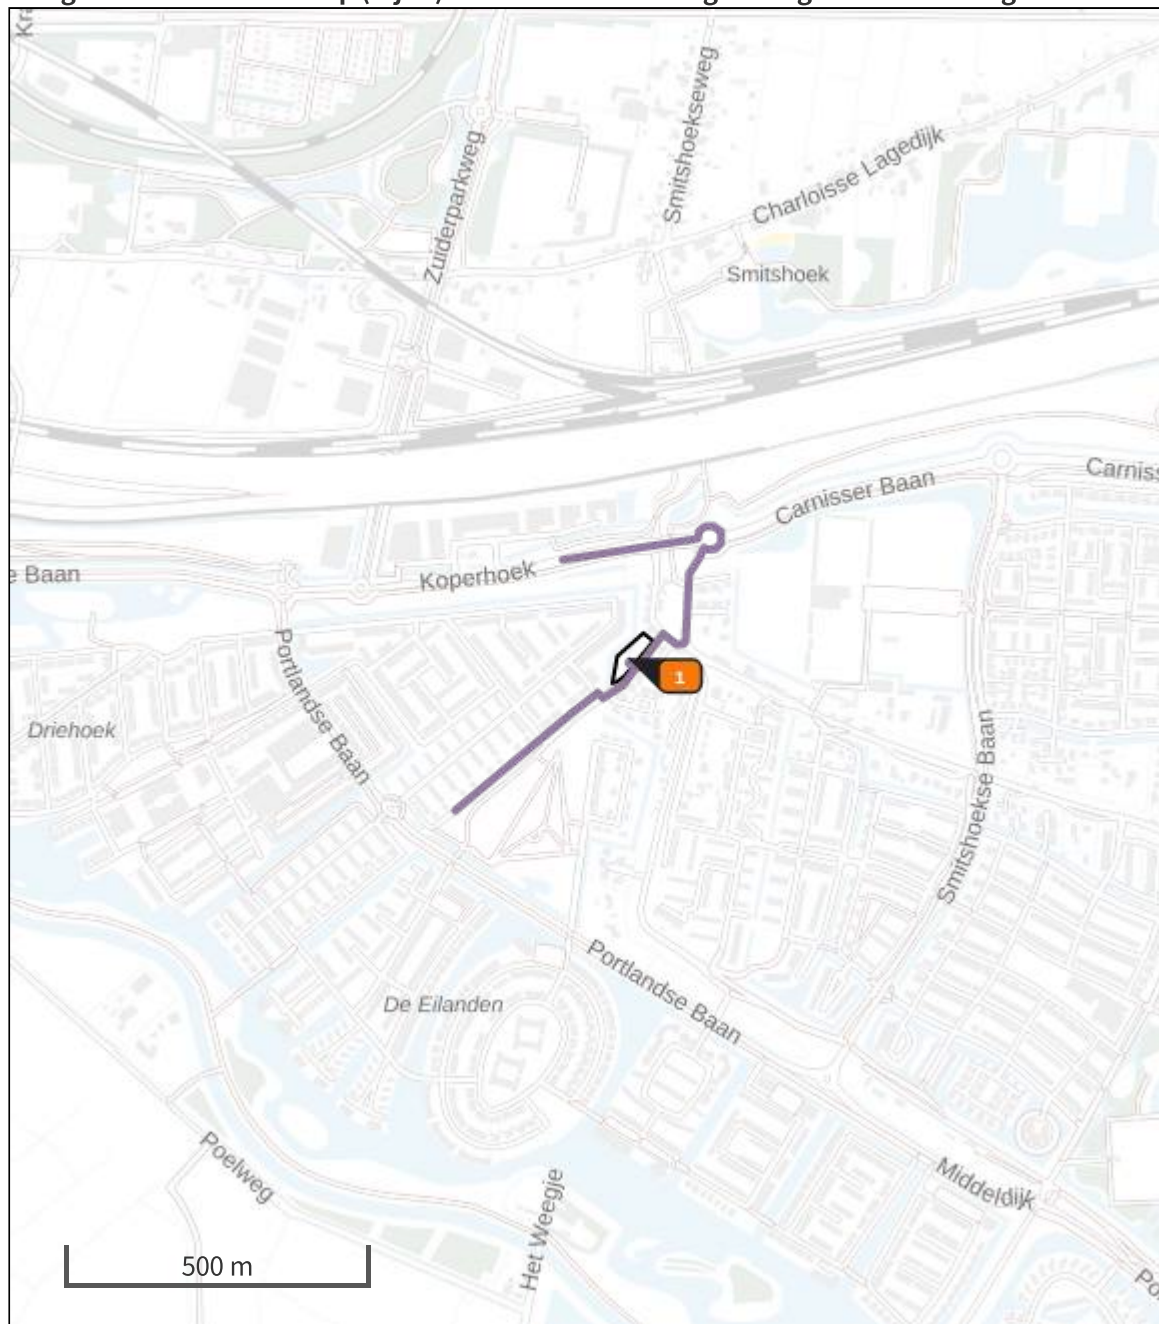 Smitshoekseweg
Zuiderparkweg
Charloisse Lagedijk
Smitshoek
Carnisser Baan
Carniss
e Baan
Koperhoek
1
Portlandse Baan
Driehoek
Smitshoekse Baan
Portlandse Baan
De Eilanden
Poelweg
Middeldijk
Het Weegje
500 m